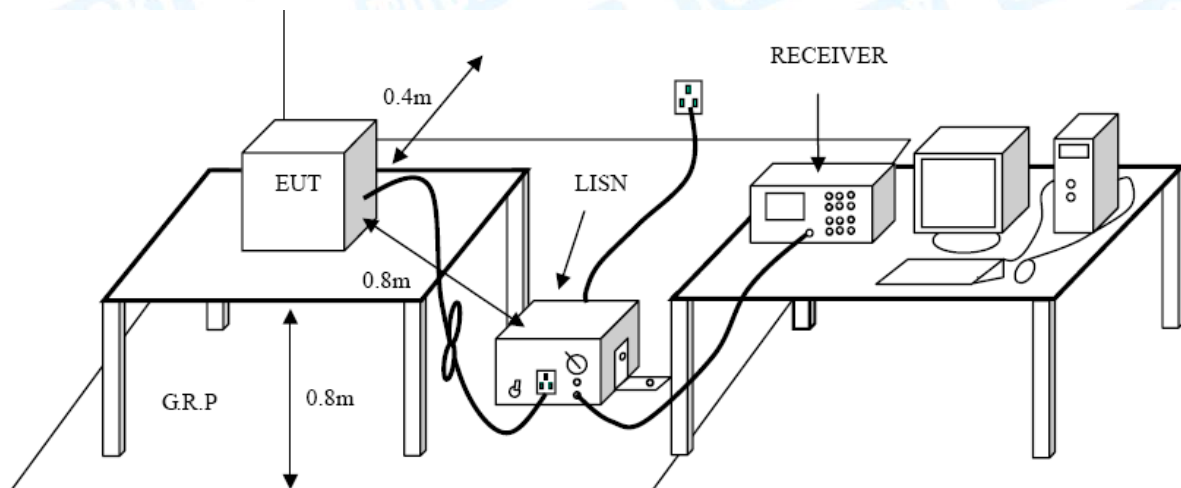 RECEIVER
0.4m
EUT
LISN
0.8m
G.R.P
0.8m